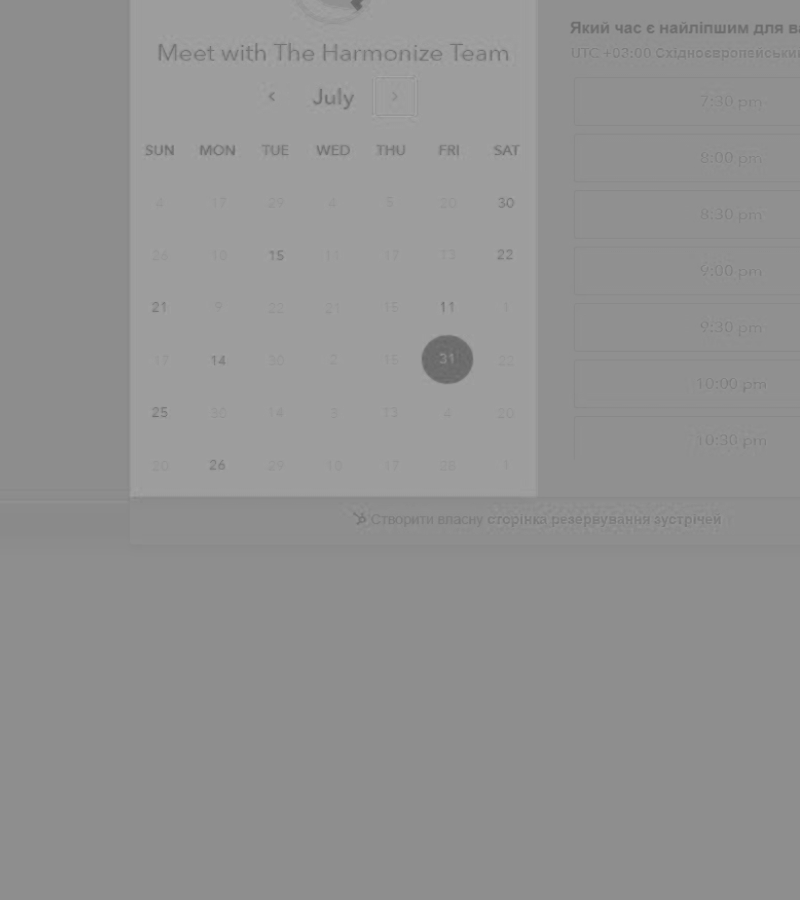 Meet with The Harmonize Team
‹ July ›
SUN MON TUE WED THU FRI SAT
4 17 29 4 5 20 30
26 10 15 11 17 13 22
21 9 22 21 15 11 1
17 14 30 2 15 31 22
25 30 14 3 13 4 20
20 26 29 10 17 28 1
Який час є найліпшим для
UTC +03:00
7:30 pm
8:00 pm
8:30 pm
9:00 pm
9:30 pm
10:00 pm
10:30 pm
Створити власну сторінка резервування зустрічей